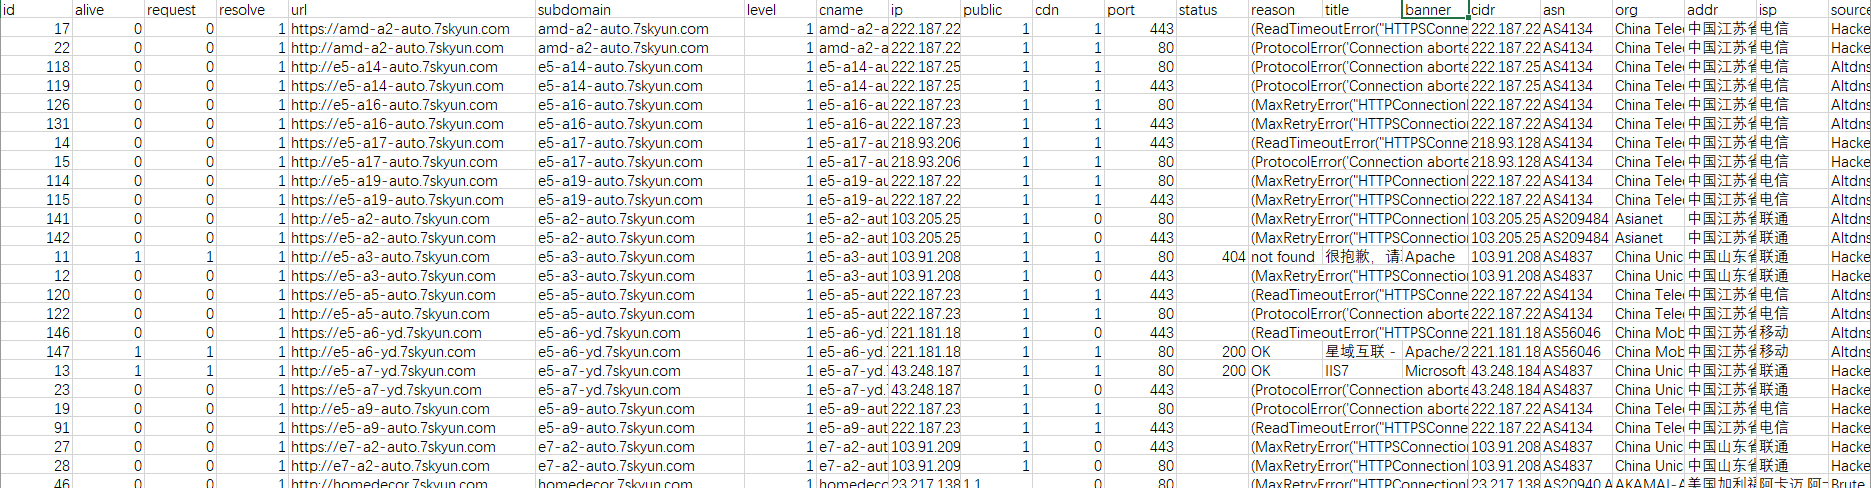 id alive request resolve url subdomain level cname ip public cdn port status reason title banner cidr asn org addr isp source
17 0 0 1 https://amd-a2-auto.7skyun.com amd-a2-auto.7skyun.com 1 amd-a2-a 222.187.22 1 1 443 (ReadTimeoutError("HTTPSConne 222.187.22 AS4134 China Tele 中国江苏省 电信 Hacke
22 0 0 1 http://amd-a2-auto.7skyun.com amd-a2-auto.7skyun.com 1 amd-a2-a 222.187.22 1 1 80 (ProtocolError('Connection aborte 222.187.22 AS4134 China Tele 中国江苏省 电信 Hacke
118 0 0 1 http://e5-a14-auto.7skyun.com e5-a14-auto.7skyun.com 1 e5-a14-au 222.187.25 1 1 80 (ProtocolError('Connection aborte 222.187.25 AS4134 China Tele 中国江苏省 电信 Altdns
119 0 0 1 https://e5-a14-auto.7skyun.com e5-a14-auto.7skyun.com 1 e5-a14-au 222.187.25 1 1 443 (ProtocolError('Connection aborte 222.187.25 AS4134 China Tele 中国江苏省 电信 Altdns
126 0 0 1 http://e5-a16-auto.7skyun.com e5-a16-auto.7skyun.com 1 e5-a16-au 222.187.23 1 1 80 (MaxRetryError("HTTPConnectionl 222.187.22 AS4134 China Tele 中国江苏省 电信 Altdns
131 0 0 1 https://e5-a16-auto.7skyun.com e5-a16-auto.7skyun.com 1 e5-a16-au 222.187.23 1 1 443 (MaxRetryError("HTTPSConnection 222.187.22 AS4134 China Tele 中国江苏省 电信 Altdns
14 0 0 1 https://e5-a17-auto.7skyun.com e5-a17-auto.7skyun.com 1 e5-a17-au 218.93.206 1 1 443 (ReadTimeoutError("HTTPSConne 218.93.128 AS4134 China Tele 中国江苏省 电信 Hacke
15 0 0 1 http://e5-a17-auto.7skyun.com e5-a17-auto.7skyun.com 1 e5-a17-au 218.93.206 1 1 80 (ProtocolError('Connection aborte 218.93.128 AS4134 China Tele 中国江苏省 电信 Hacke
114 0 0 1 http://e5-a19-auto.7skyun.com e5-a19-auto.7skyun.com 1 e5-a19-au 222.187.22 1 1 80 (MaxRetryError("HTTPConnectionl 222.187.22 AS4134 China Tele 中国江苏省 电信 Altdns
115 0 0 1 https://e5-a19-auto.7skyun.com e5-a19-auto.7skyun.com 1 e5-a19-au 222.187.22 1 1 443 (MaxRetryError("HTTPSConnection 222.187.22 AS4134 China Tele 中国江苏省 电信 Altdns
141 0 0 1 http://e5-a2-auto.7skyun.com e5-a2-auto.7skyun.com 1 e5-a2-aut 103.205.25 1 0 80 (MaxRetryError("HTTPConnectionl 103.205.25 AS209484 Asianet 中国江苏省 联通 Altdns
142 0 0 1 https://e5-a2-auto.7skyun.com e5-a2-auto.7skyun.com 1 e5-a2-aut 103.205.25 1 0 443 (MaxRetryError("HTTPSConnection 103.205.25 AS209484 Asianet 中国江苏省 联通 Altdns
11 1 1 1 http://e5-a3-auto.7skyun.com e5-a3-auto.7skyun.com 1 e5-a3-aut 103.91.208 1 1 80 404 not found 很抱歉，请 Apache 103.91.208 AS4837 China Unic 中国山东省 联通 Hacke
12 0 0 1 https://e5-a3-auto.7skyun.com e5-a3-auto.7skyun.com 1 e5-a3-aut 103.91.208 1 0 443 (MaxRetryError("HTTPSConnection 103.91.208 AS4837 China Unic 中国山东省 联通 Hacke
120 0 0 1 https://e5-a5-auto.7skyun.com e5-a5-auto.7skyun.com 1 e5-a5-aut 222.187.23 1 1 443 (ReadTimeoutError("HTTPSConne 222.187.22 AS4134 China Tele 中国江苏省 电信 Altdns
122 0 0 1 http://e5-a5-auto.7skyun.com e5-a5-auto.7skyun.com 1 e5-a5-aut 222.187.23 1 1 80 (ProtocolError('Connection aborte 222.187.22 AS4134 China Tele 中国江苏省 电信 Altdns
146 0 0 1 https://e5-a6-yd.7skyun.com e5-a6-yd.7skyun.com 1 e5-a6-yd. 221.181.18 1 0 443 (ReadTimeoutError("HTTPSConne 221.181.18 AS56046 China Mob 中国江苏省 移动 Altdns
147 1 1 1 http://e5-a6-yd.7skyun.com e5-a6-yd.7skyun.com 1 e5-a6-yd. 221.181.18 1 1 80 200 OK 星域互联 - Apache/2 221.181.18 AS56046 China Mob 中国江苏省 移动 Altdns
13 1 1 1 http://e5-a7-yd.7skyun.com e5-a7-yd.7skyun.com 1 e5-a7-yd. 43.248.187 1 1 80 200 OK IIS7 Microsoft 43.248.184 AS4837 China Unic 中国江苏省 联通 Hacke
23 0 0 1 https://e5-a7-yd.7skyun.com e5-a7-yd.7skyun.com 1 e5-a7-yd. 43.248.187 1 0 443 (ProtocolError('Connection aborte 43.248.184 AS4837 China Unic 中国江苏省 联通 Hacke
19 0 0 1 http://e5-a9-auto.7skyun.com e5-a9-auto.7skyun.com 1 e5-a9-aut 222.187.23 1 1 80 (ProtocolError('Connection aborte 222.187.22 AS4134 China Tele 中国江苏省 电信 Hacke
91 0 0 1 https://e5-a9-auto.7skyun.com e5-a9-auto.7skyun.com 1 e5-a9-aut 222.187.23 1 1 443 (ReadTimeoutError("HTTPSConne 222.187.22 AS4134 China Tele 中国江苏省 电信 Hacke
27 0 0 1 https://e7-a2-auto.7skyun.com e7-a2-auto.7skyun.com 1 e7-a2-aut 103.91.209 1 0 443 (MaxRetryError("HTTPSConnection 103.91.208 AS4837 China Unic 中国山东省 联通 Hacke
28 0 0 1 http://e7-a2-auto.7skyun.com e7-a2-auto.7skyun.com 1 e7-a2-aut 103.91.209 1 0 80 (MaxRetryError("HTTPConnectionl 103.91.208 AS4837 China Unic 中国山东省 联通 Hacke
46 0 0 1 http://homedecor.7skyun.com homedecor.7skyun.com 1 homedeco 23.217.138 1 1 0 80 (MaxRetryError("HTTPConnectionl 23.217.138 AS20940 AKAMAI-A 美国加利福 阿卡迈 Brute